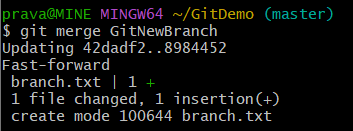 prava@MINE MINGW64 ~/GitDemo (master)
$ git merge GitNewBranch
Updating 42dadf2..8984452
Fast-forward
 branch.txt | 1 +
 1 file changed, 1 insertion(+)
 create mode 100644 branch.txt